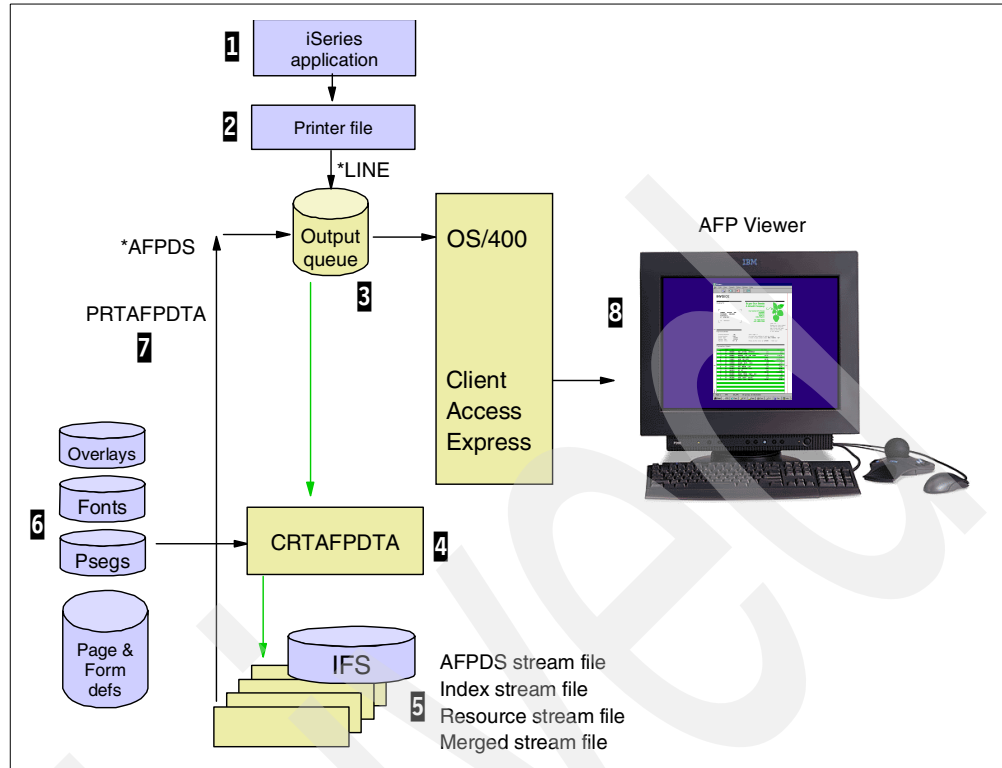 1
iSeries
application
2
Printer file
*LINE
*AFPDS
Output
queue
3
OS/400
Client
Access
Express
AFP Viewer
IBM
8
PRTAFPDTA
7
Overlays
Fonts
6
Psegs
Page &
Form
defs
CRTAFPDTA
4
IFS
5
AFPDS stream file
Index stream file
Resource stream file
Merged stream file